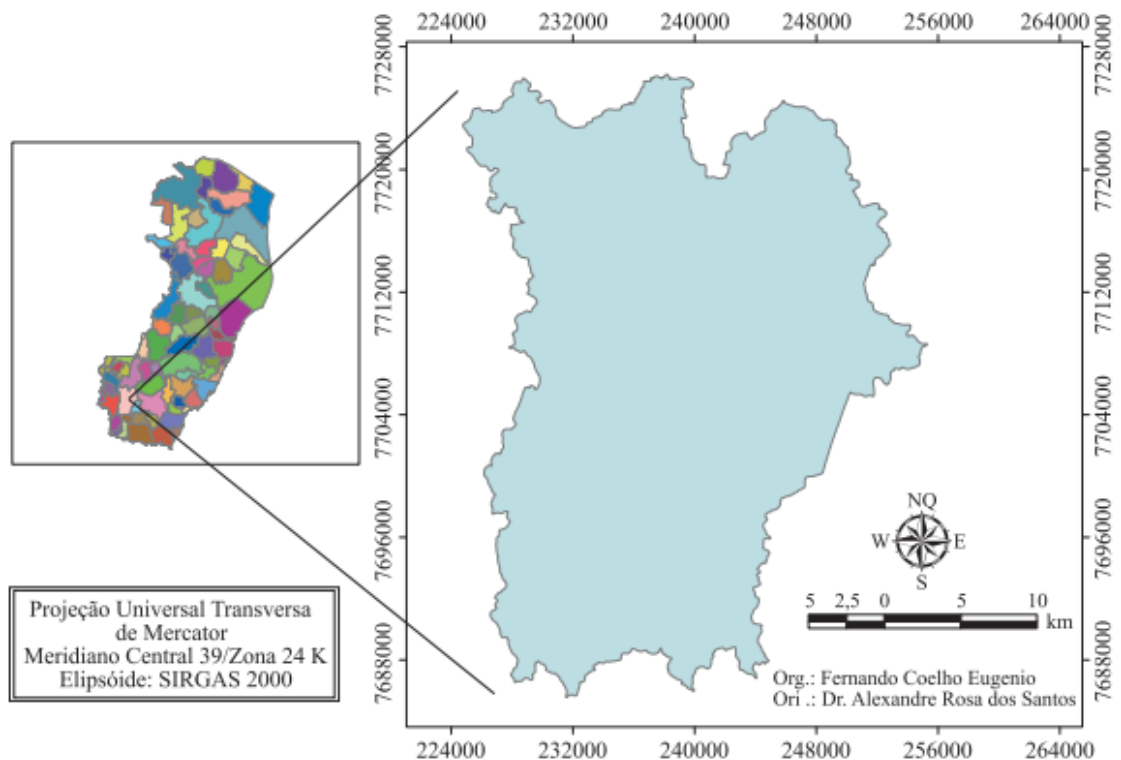 224000 232000 240000 248000 256000 264000
7728000
7728000
7720000
7720000
7712000
7712000
7704000
7704000
7696000
7696000
7688000
7688000
NQ
W E
S
5 2,5 0 5 10
km
Projeção Universal Transversa
de Mercator
Meridiano Central 39/Zona 24 K
Elipsóide: SIRGAS 2000
Org.: Fernando Coelho Eugenio
Ori .: Dr. Alexandre Rosa dos Santos
224000 232000 240000 248000 256000 264000